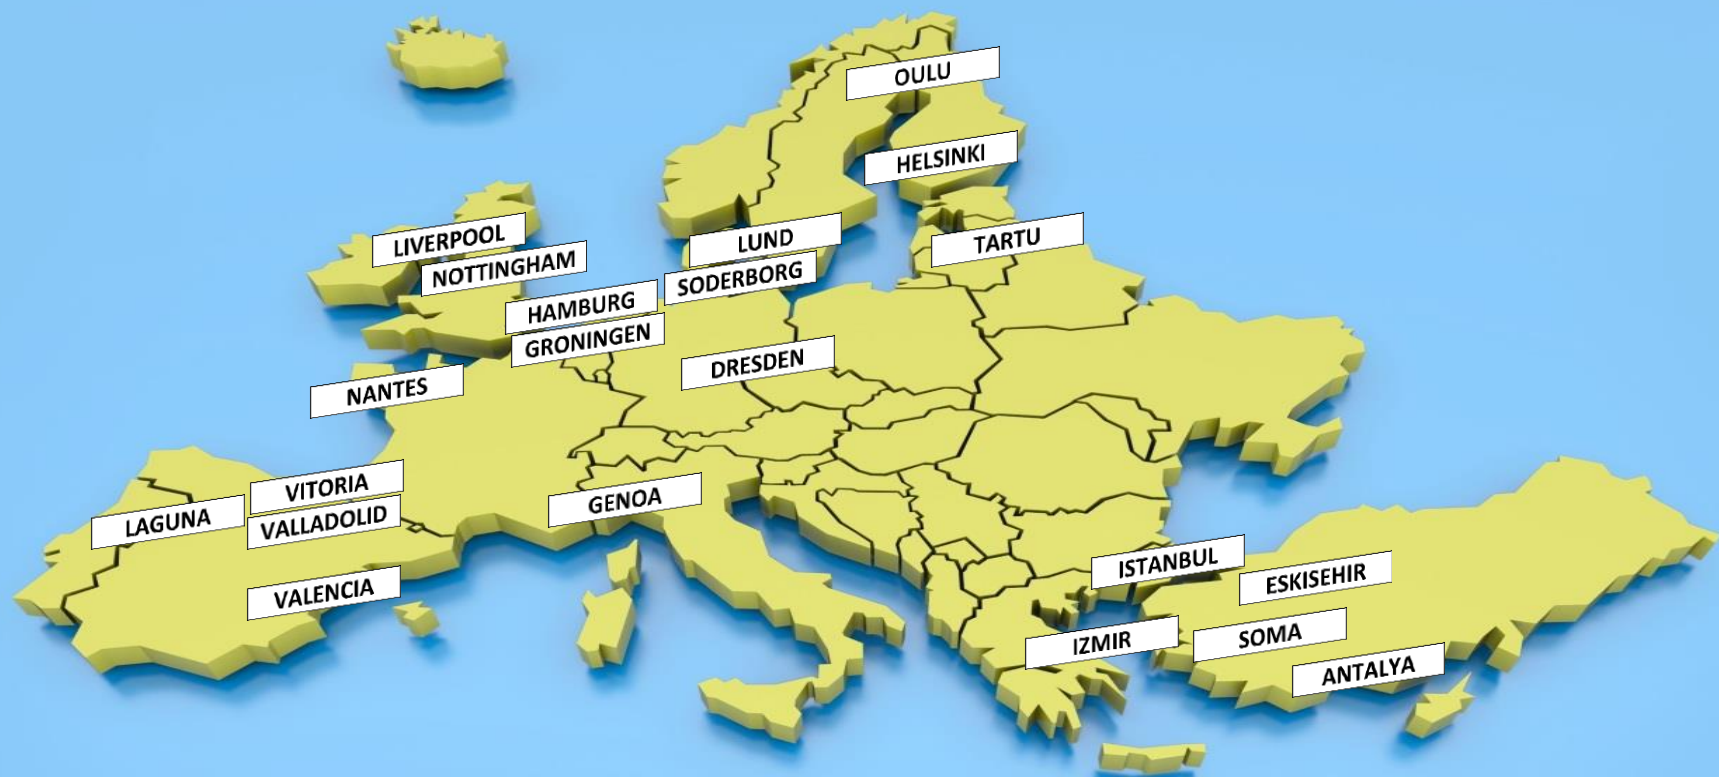 OULU
HELSINKI
LIVERPOOL
LUND
TARTU
NOTTINGHAM
SODERBORG
HAMBURG
GRONINGEN
DRESDEN
NANTES
VITORIA
GENOA
LAGUNA
VALLADOLID
ISTANBUL
ESKISEHIR
VALENCIA
IZMIR
SOMA
ANTALYA